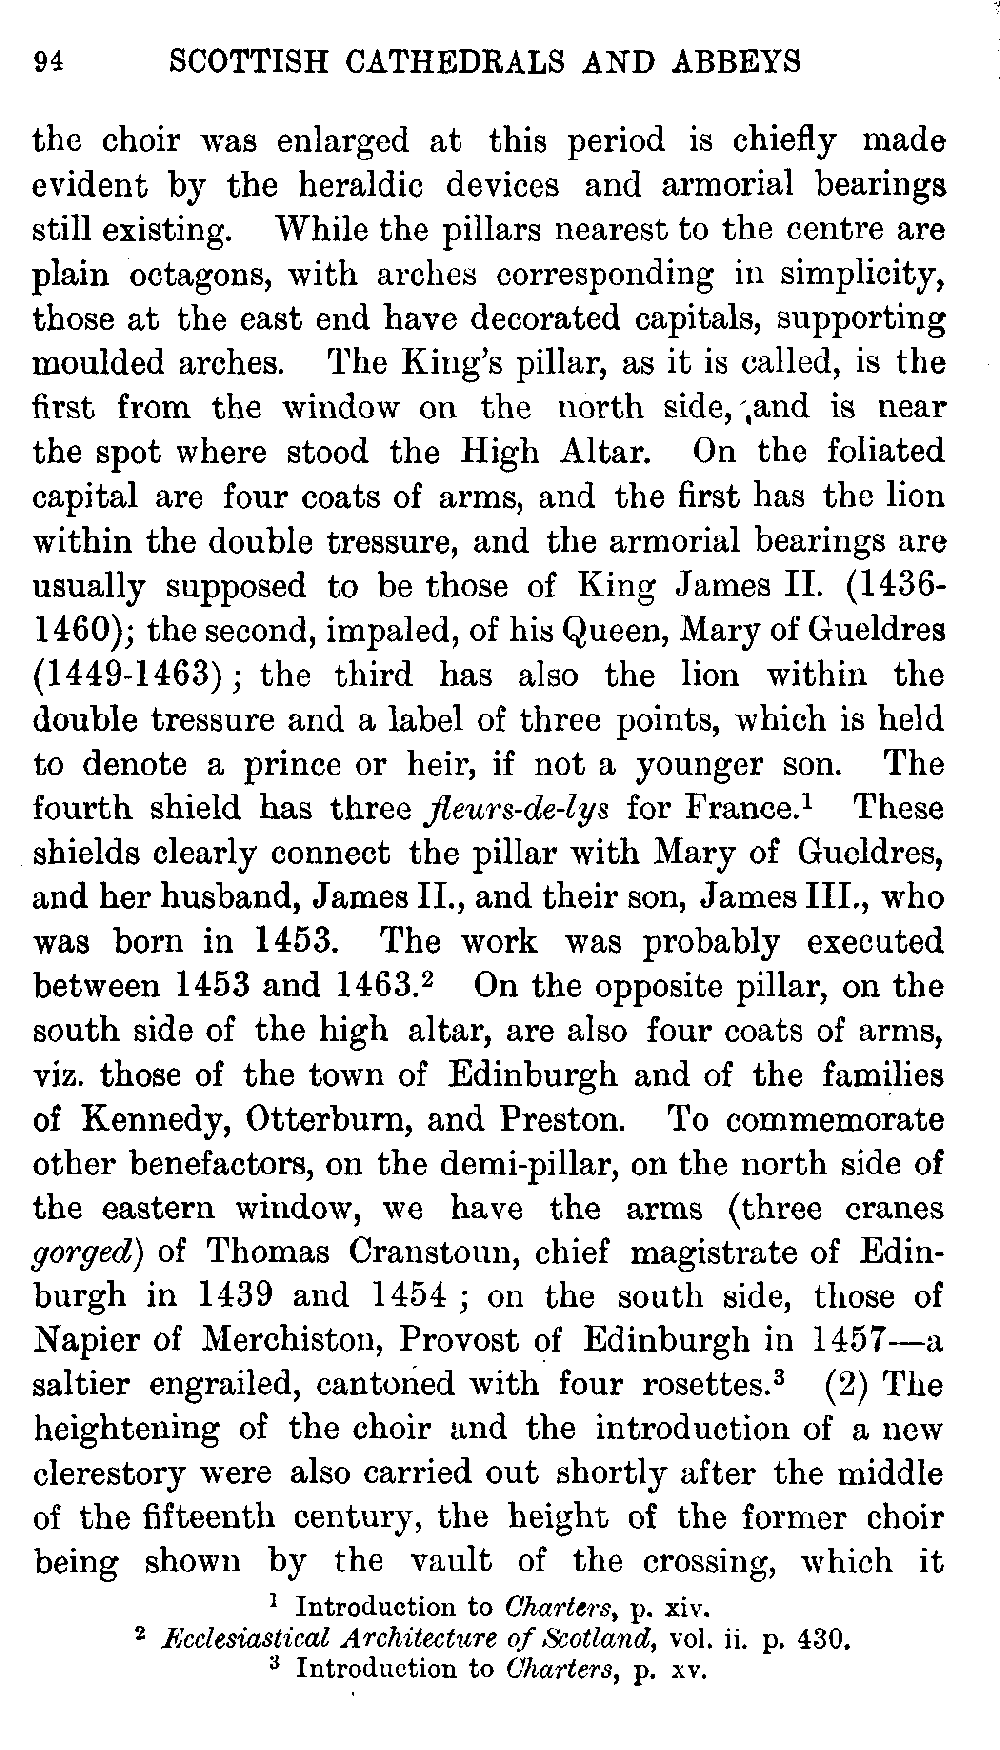 94 SCOTTISH CATHEDRALS AND ABBEYS
the choir was enlarged at this period is chiefly made
evident by the heraldic devices and armorial bearings
still existing. While the pillars nearest to the centre are
plain octagons, with arches corresponding in simplicity,
those at the east end have decorated capitals, supporting
moulded arches. The King's pillar, as it is called, is the
first from the window on the north side, and is near
the spot where stood the High Altar. On the foliated
capital are four coats of arms, and the first has the lion
within the double tressure, and the armorial bearings are
usually supposed to be those of King James II. (1436-
1460); the second, impaled, of his Queen, Mary of Gueldres
(1449-1463); the third has also the lion within the
double tressure and a label of three points, which is held
to denote a prince or heir, if not a younger son. The
fourth shield has three fleurs-de-lys for France.¹ These
shields clearly connect the pillar with Mary of Gueldres,
and her husband, James II., and their son, James III., who
was born in 1453. The work was probably executed
between 1453 and 1463.² On the opposite pillar, on the
south side of the high altar, are also four coats of arms,
viz. those of the town of Edinburgh and of the families
of Kennedy, Otterburn, and Preston. To commemorate
other benefactors, on the demi-pillar, on the north side of
the eastern window, we have the arms (three cranes
gorged) of Thomas Cranstoun, chief magistrate of Edin-
burgh in 1439 and 1454; on the south side, those of
Napier of Merchiston, Provost of Edinburgh in 1457—a
saltier engrailed, cantoned with four rosettes.³ (2) The
heightening of the choir and the introduction of a new
clerestory were also carried out shortly after the middle
of the fifteenth century, the height of the former choir
being shown by the vault of the crossing, which it
¹ Introduction to Charters, p. xiv.
² Ecclesiastical Architecture of Scotland, vol. ii. p. 430.
³ Introduction to Charters, p. xv.